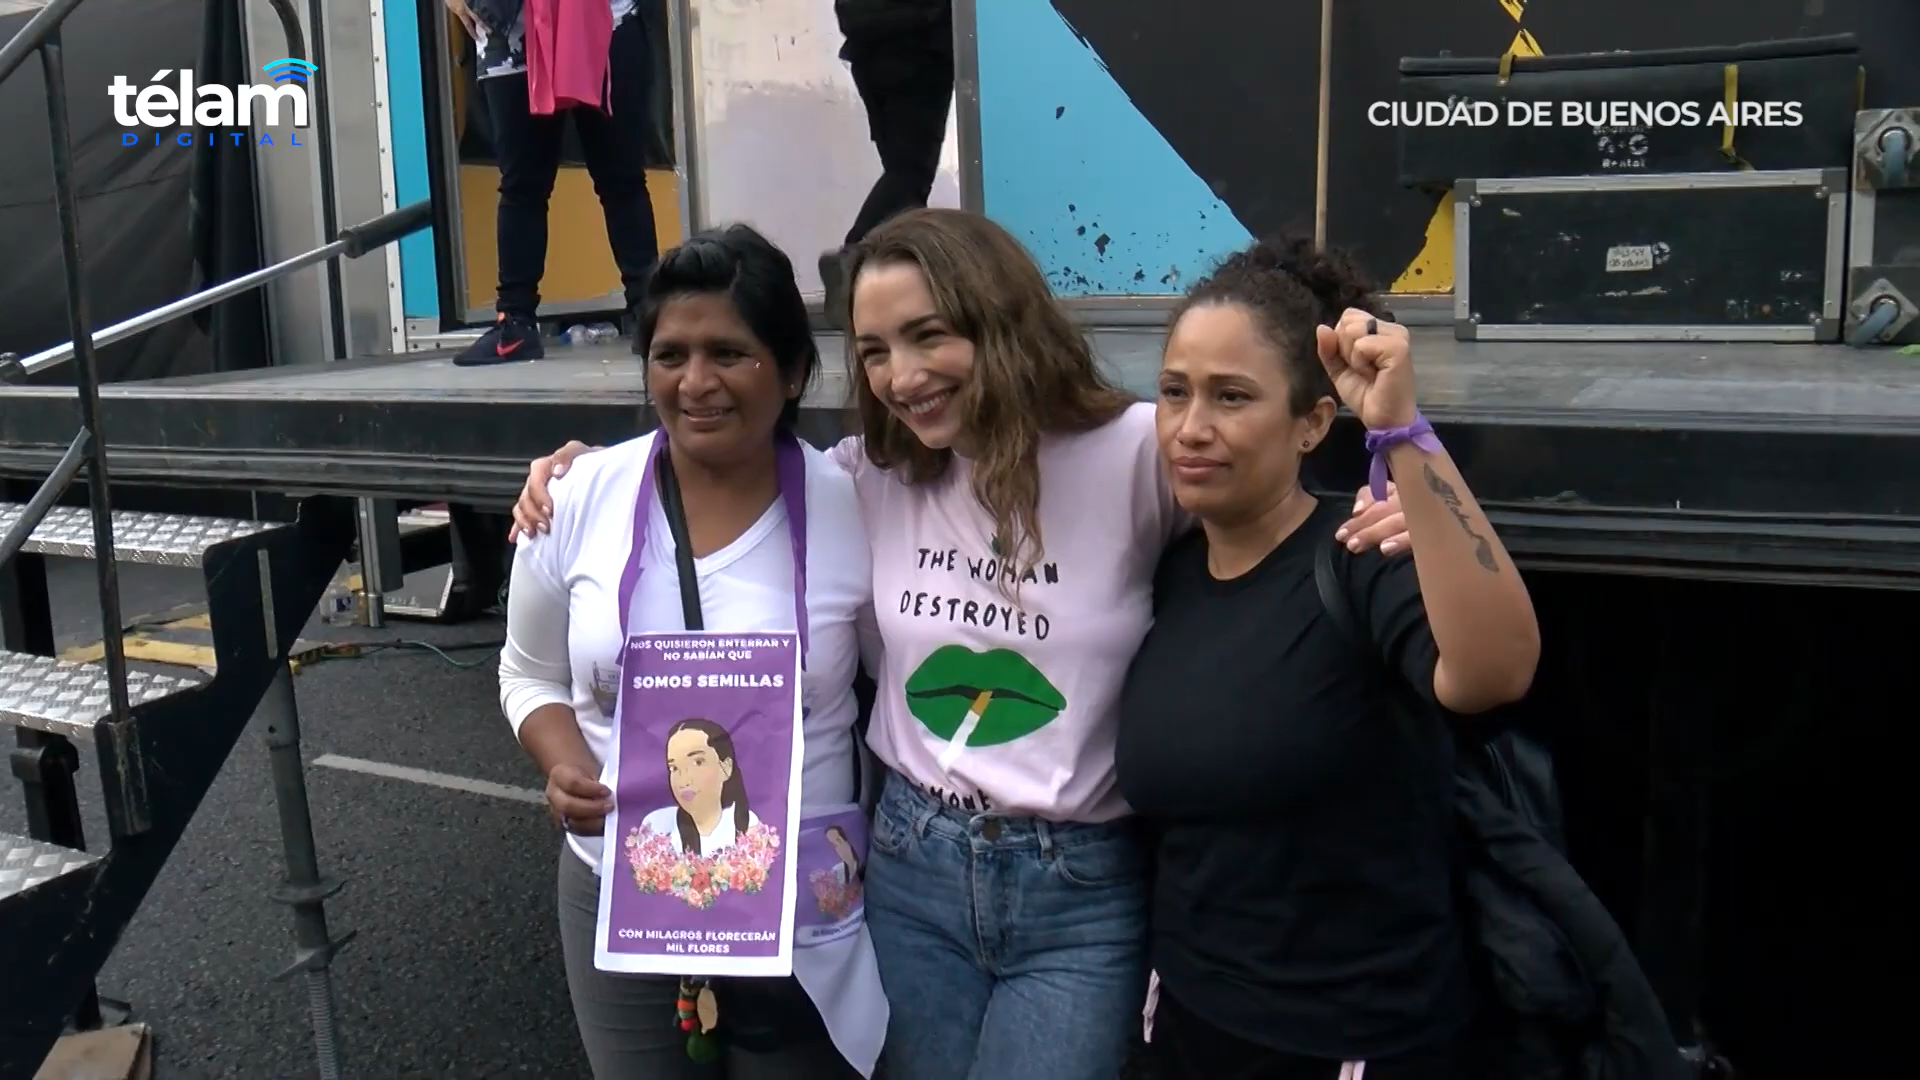 télam
DIGITAL
CIUDAD DE BUENOS AIRES
Rental
THE WOMAN
DESTROYED
NOS QUISIERON ENTERRAR Y
NO SABÍAN QUE
SOMOS SEMILLAS
CON MILAGROS FLORECERÁN
MIL FLORES